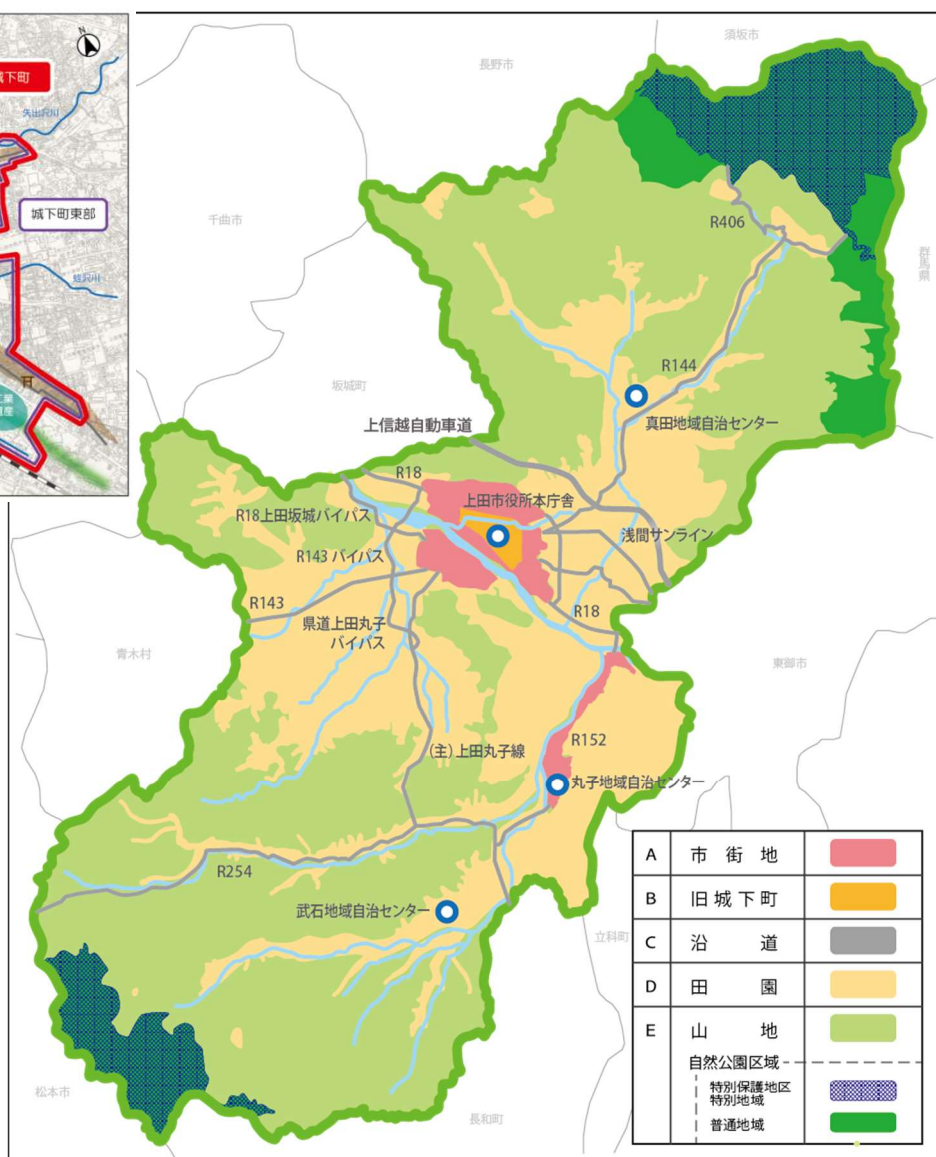 N
城下町
矢出沢川
城下町東部
蛭沢川
須坂市
長野市
千曲市
R406
群馬県
坂城町
R144
真田地域自治センター
上信越自動車道
R18
上田市役所本庁舎
R18上田坂城バイパス
浅間サンライン
R143 バイパス
R143
R18
県道上田丸子
バイパス
青木村
東御市
(主)上田丸子線
R152
丸子地域自治センター
R254
武石地域自治センター
立科町
松本市
長和町
A 市街地
B 旧城下町
C 沿道
D 田園
E 山地
自然公園区域
特別保護地区
特別地域
普通地域